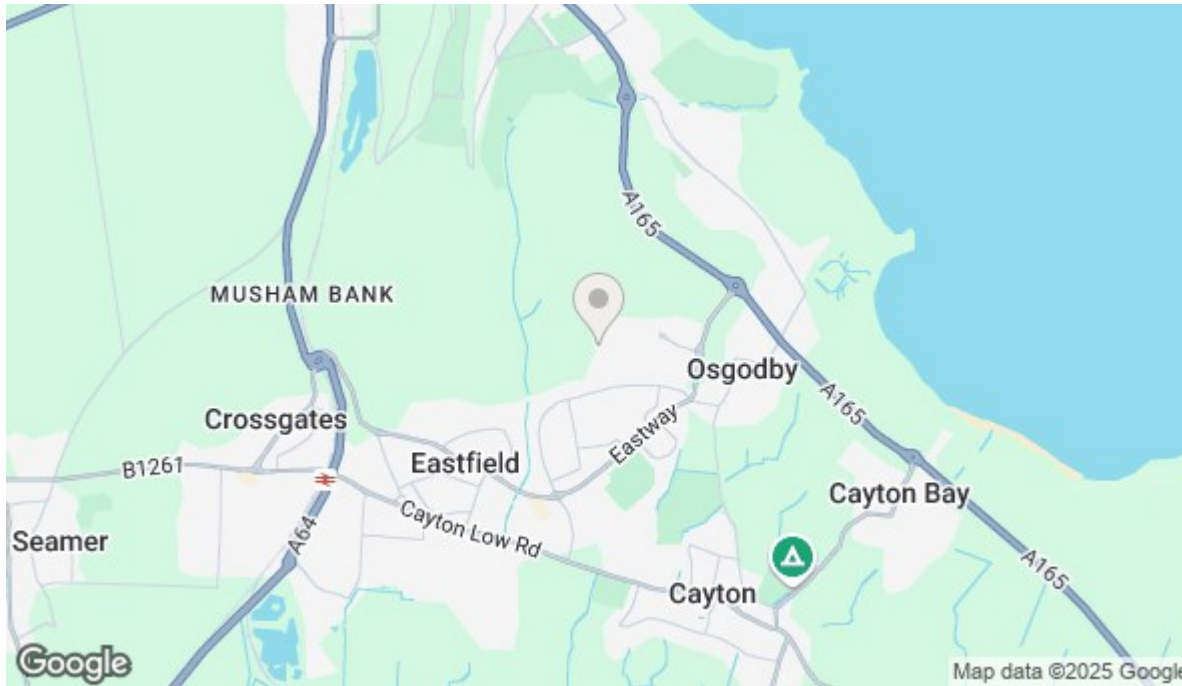 A165
MUSHAM BANK
Osgodby
A165
Crossgates
Eastway
B1261
Eastfield
Cayton Bay
A64
Cayton Low Rd
Seamer
A165
Cayton
Google
Map data ©2025 Google